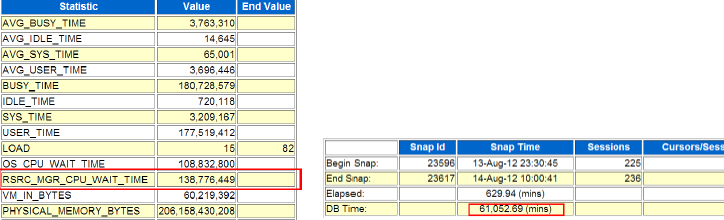 Statistic Value End Value
AVG_BUSY_TIME 3,763,310
AVG_IDLE_TIME 14,645
AVG_SYS_TIME 65,001
AVG_USER_TIME 3,696,446
BUSY_TIME 180,728,579
IDLE_TIME 720,118
SYS_TIME 3,209,167
USER_TIME 177,519,412
LOAD 15 82
OS_CPU_WAIT_TIME 108,832,800
RSRC_MGR_CPU_WAIT_TIME 138,776,449
VM_IN_BYTES 60,219,392
PHYSICAL_MEMORY_BYTES 206,158,430,208
Snap Id Snap Time Sessions Cursors/Sess
Begin Snap: 23596 13-Aug-12 23:30:45 225
End Snap: 23617 14-Aug-12 10:00:41 236
Elapsed: 629.94 (mins)
DB Time: 61,052.69 (mins)